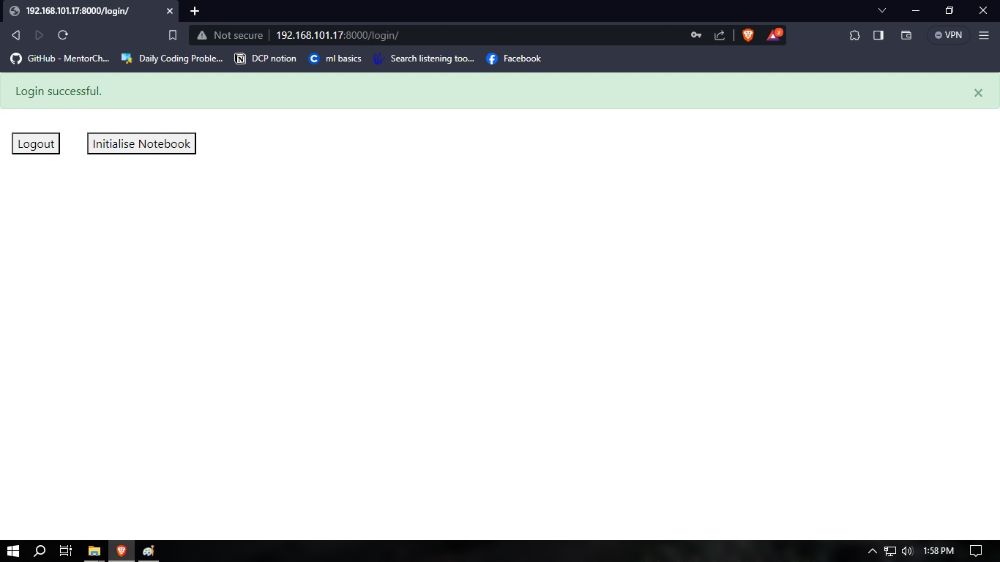 192.168.101.17:8000/login/
Not secure 192.168.101.17:8000/login/ VPN
GitHub - MentorCh... Daily Coding Proble... DCP notion ml basics Search listening too... Facebook
Login successful.
Logout Initialise Notebook
1:58 PM